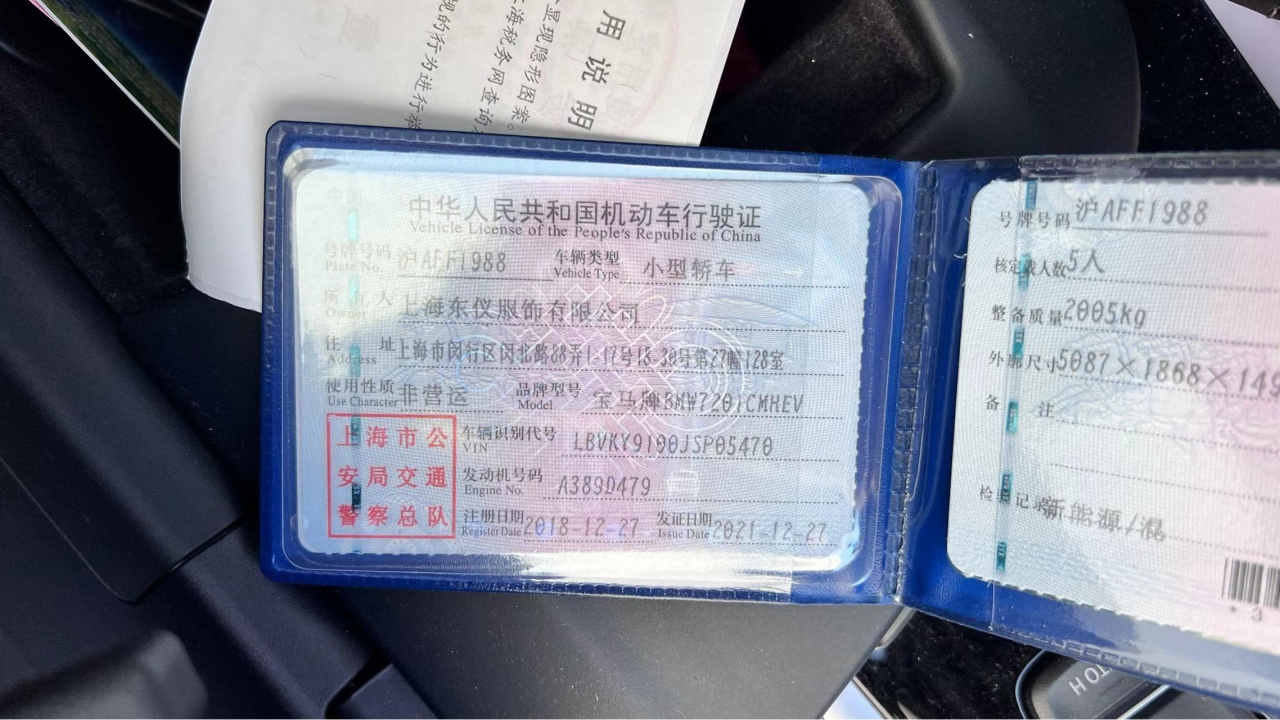 用说明
显现隐形图案。
上海税务网查询
现的行为进行举
中华人民共和国机动车行驶证
Vehicle License of the People's Republic of China
号牌号码 沪AFF1988 车辆类型 小型轿车
Plate No. Vehicle Type
所有人 上海东仪服饰有限公司
Owner
住址 上海市闵行区闵北路88弄1-17号18-30号第27幢128室
Address
使用性质 非营运 品牌型号 宝马牌BMW7201CMHEV
Use Character Model
上海市公
安局交通
警察总队
车辆识别代号 LBVKY9100JSP05470
VIN
发动机号码 A389D479
Engine No.
注册日期 2018-12-27 发证日期 2021-12-27
Register Date Issue Date
号牌号码 沪AFF1988
核定载人数 5人
整备质量 2005kg
外廓尺寸 5087×1868×149
备注
检验记录 新能源/混
* 3
HOT